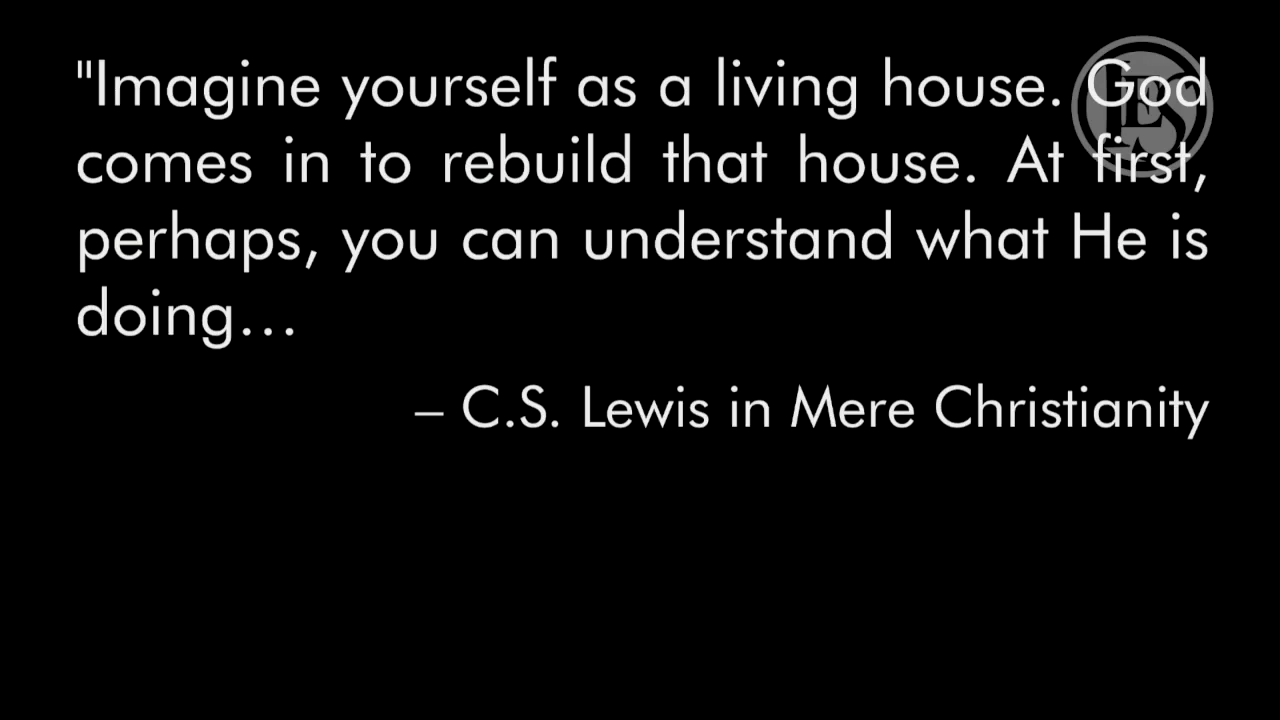 "Imagine yourself as a living house. God
comes in to rebuild that house. At first,
perhaps, you can understand what He is
doing…
– C.S. Lewis in Mere Christianity
LES